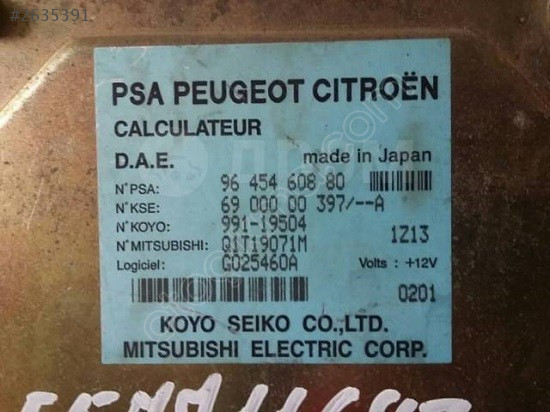 #2635391
PSA PEUGEOT CITROËN
CALCULATEUR
D.A.E. made in Japan
N°PSA: 96 454 608 80
N°KSE: 69 000 00 397/--A
N°KOYO: 991-19504
N°MITSUBISHI: Q1T19071M 1Z13
Logiciel: G025460A Volts : +12V
0201
KOYO SEIKO CO.,LTD.
MITSUBISHI ELECTRIC CORP.